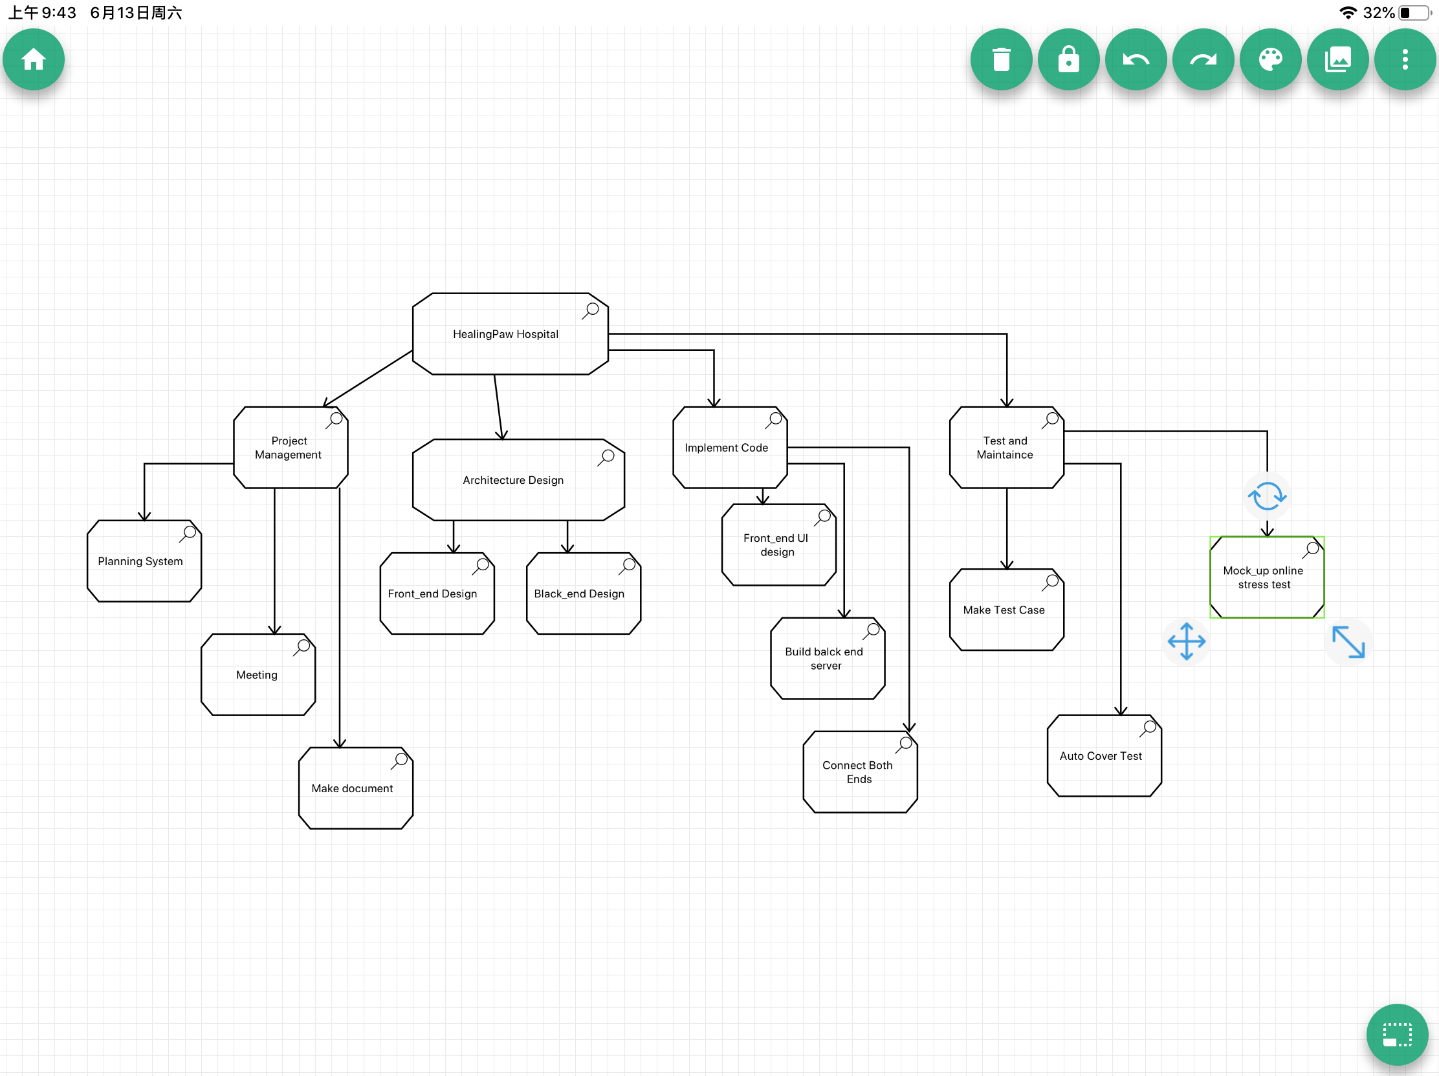 上午9:43 6月13日周六
32%
HealingPaw Hospital
Project
Management
Implement Code
Test and
Maintaince
Architecture Design
Planning System
Front_end UI
design
Mock_up online
stress test
Front_end Design
Black_end Design
Make Test Case
Build balck end
server
Meeting
Connect Both
Ends
Auto Cover Test
Make document